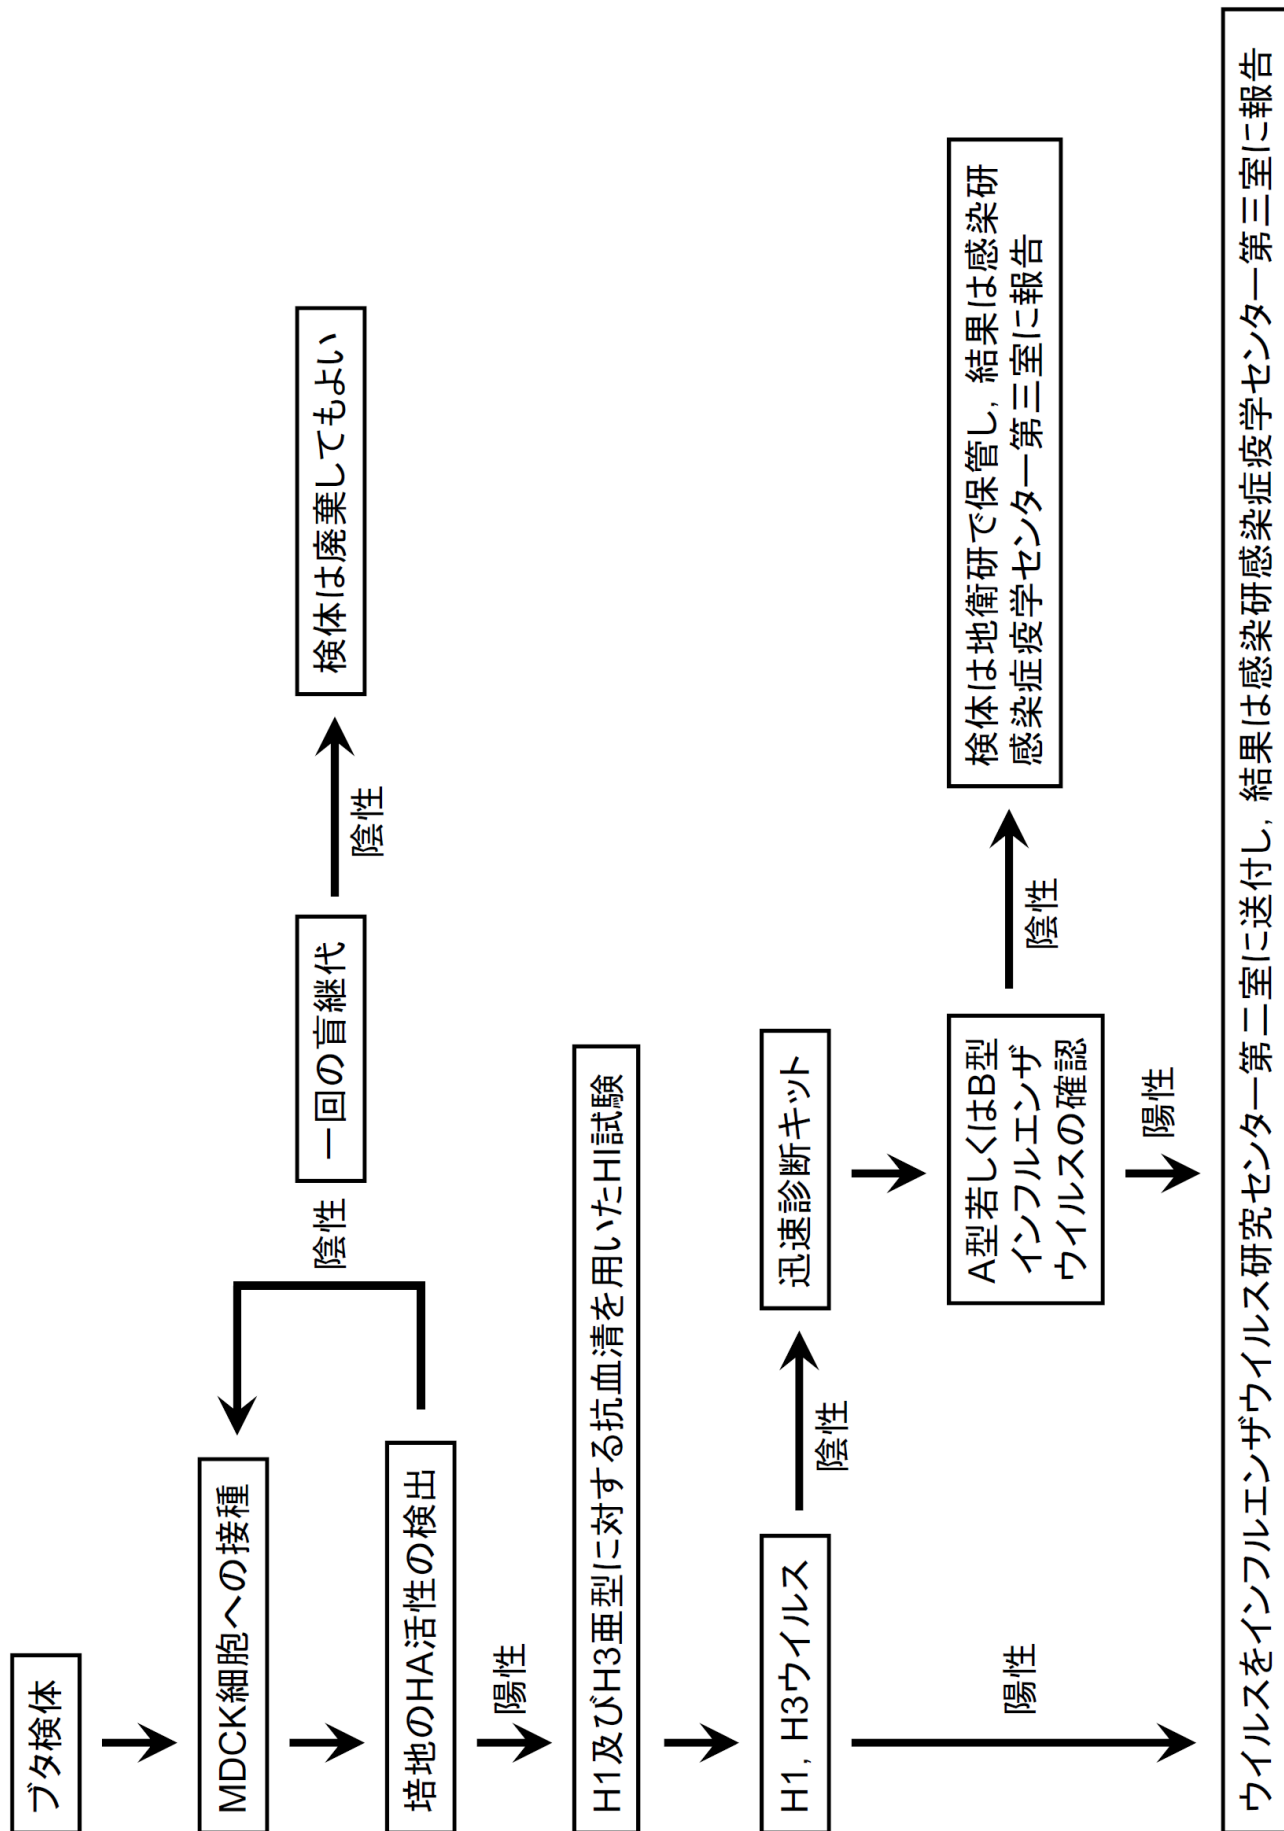 ブタ検体
MDCK細胞への接種
培地のHA活性の検出
陰性
一回の盲継代
陰性
検体は廃棄してもよい
陽性
H1及びH3亜型に対する抗血清を用いたHI試験
H1, H3ウイルス
陰性
迅速診断キット
A型若しくはB型
インフルエンザ
ウイルスの確認
陰性
検体は地衛研で保管し, 結果は感染研
感染症疫学センター第三室に報告
陽性
陽性
ウイルスをインフルエンザウイルス研究センター第二室に送付し, 結果は感染研感染症疫学センター第三室に報告